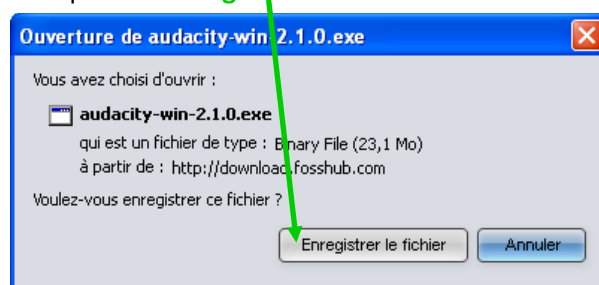 Ouverture de audacity-win-2.1.0.exe
Vous avez choisi d'ouvrir :
audacity-win-2.1.0.exe
qui est un fichier de type : Binary File (23,1 Mo)
à partir de : http://download.fosshub.com
Voulez-vous enregistrer ce fichier ?
Enregistrer le fichier Annuler